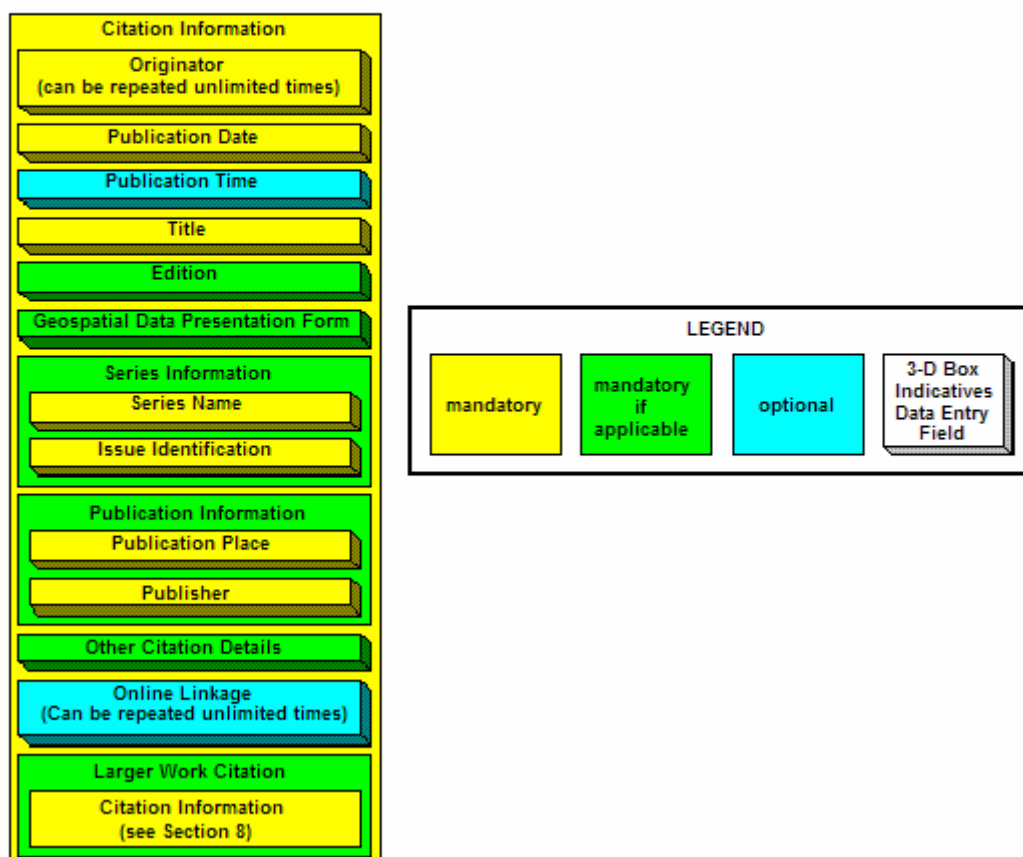 Citation Information
Originator
(can be repeated unlimited times)
Publication Date
Publication Time
Title
Edition
Geospatial Data Presentation Form
Series Information
Series Name
Issue Identification
Publication Information
Publication Place
Publisher
Other Citation Details
Online Linkage
(Can be repeated unlimited times)
Larger Work Citation
Citation Information
(see Section 8)
LEGEND
mandatory
mandatory
if
applicable
optional
3-D Box
Indicatives
Data Entry
Field